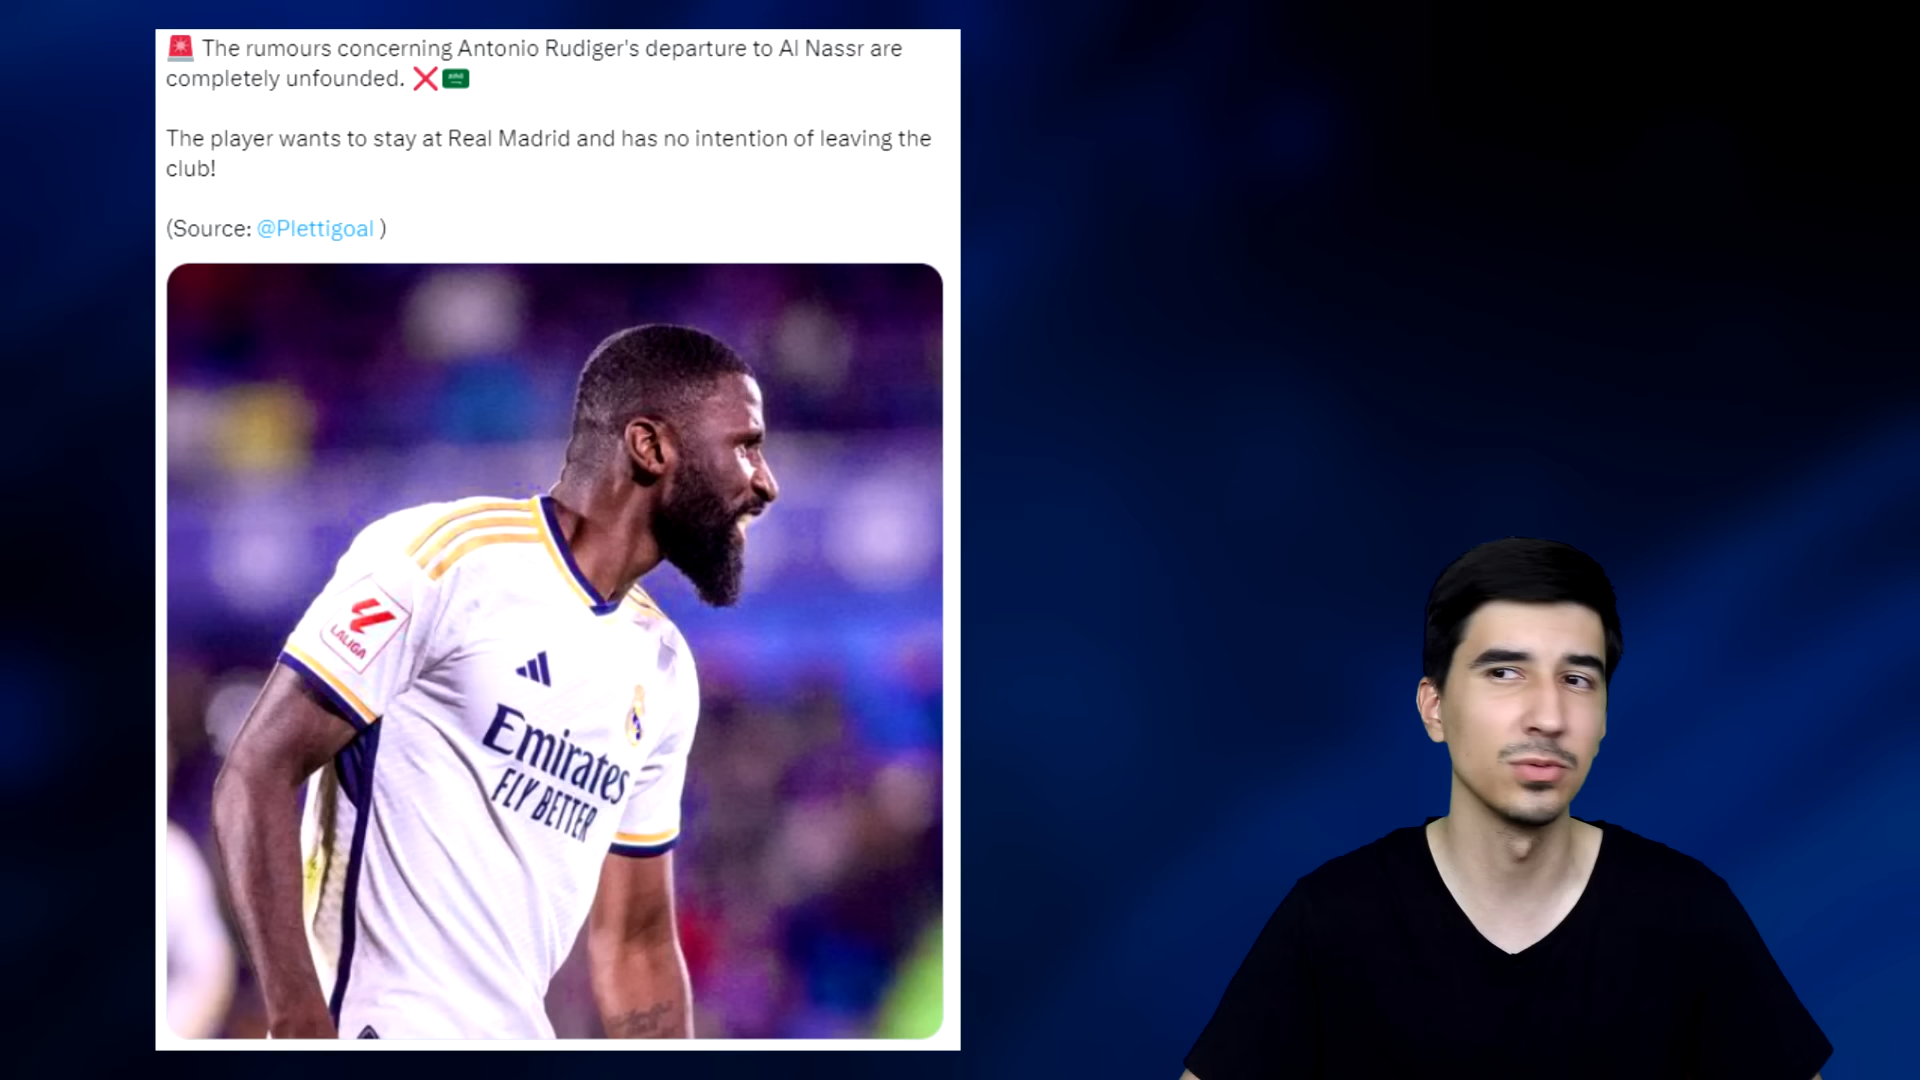 🚨 The rumours concerning Antonio Rudiger's departure to Al Nassr are
completely unfounded. ❌🇸🇦
The player wants to stay at Real Madrid and has no intention of leaving the
club!
(Source: @Plettigoal )
LALIGA
Emirates
FLY BETTER